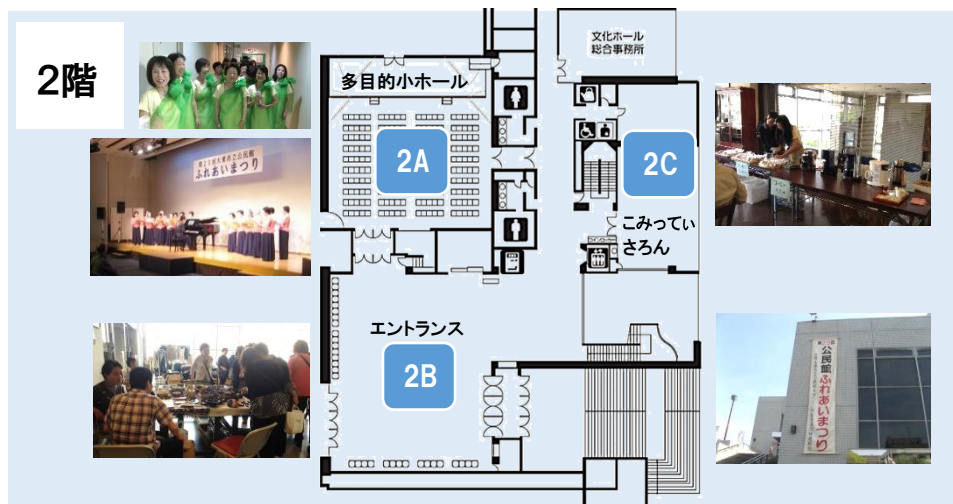 2階
文化ホール
総合事務所
多目的小ホール
2A
2C
こみってぃ
さろん
ふれあいまつり
エントランス
2B
公民館ふれあいまつり